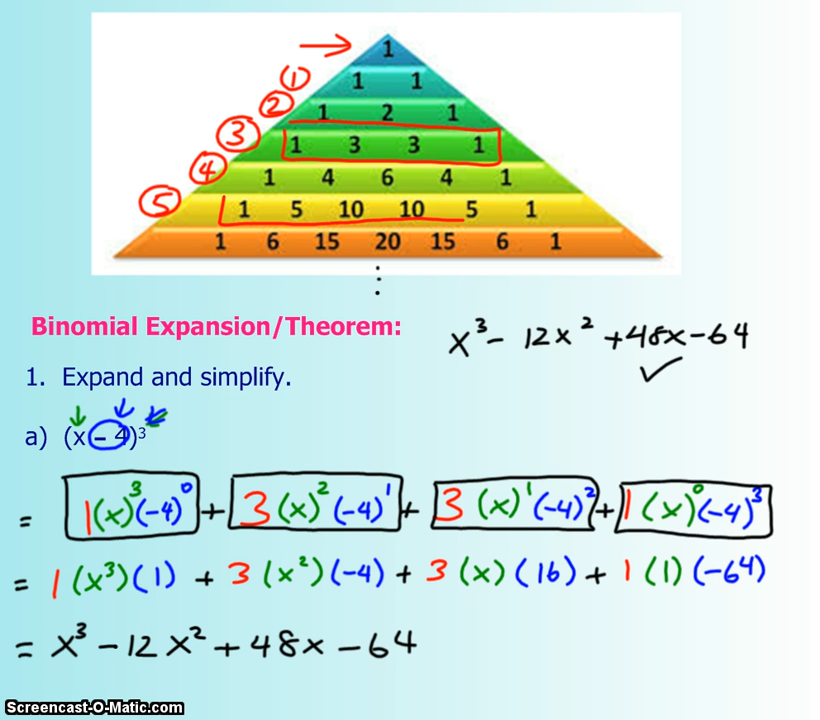 1
① 1 1
② 1 2 1
③ 1 3 3 1
④ 1 4 6 4 1
⑤ 1 5 10 10 5 1
1 6 15 20 15 6 1
⋮
Binomial Expansion/Theorem:
x³ - 12x² + 48x - 64 ✓
1. Expand and simplify.
a) (x – 4)³
= 1(x)³(-4)⁰ + 3(x)²(-4)¹ + 3(x)¹(-4)² + 1(x)⁰(-4)³
= 1(x³)(1) + 3(x²)(-4) + 3(x)(16) + 1(1)(-64)
= x³ - 12x² + 48x - 64
Screencast-O-Matic.com